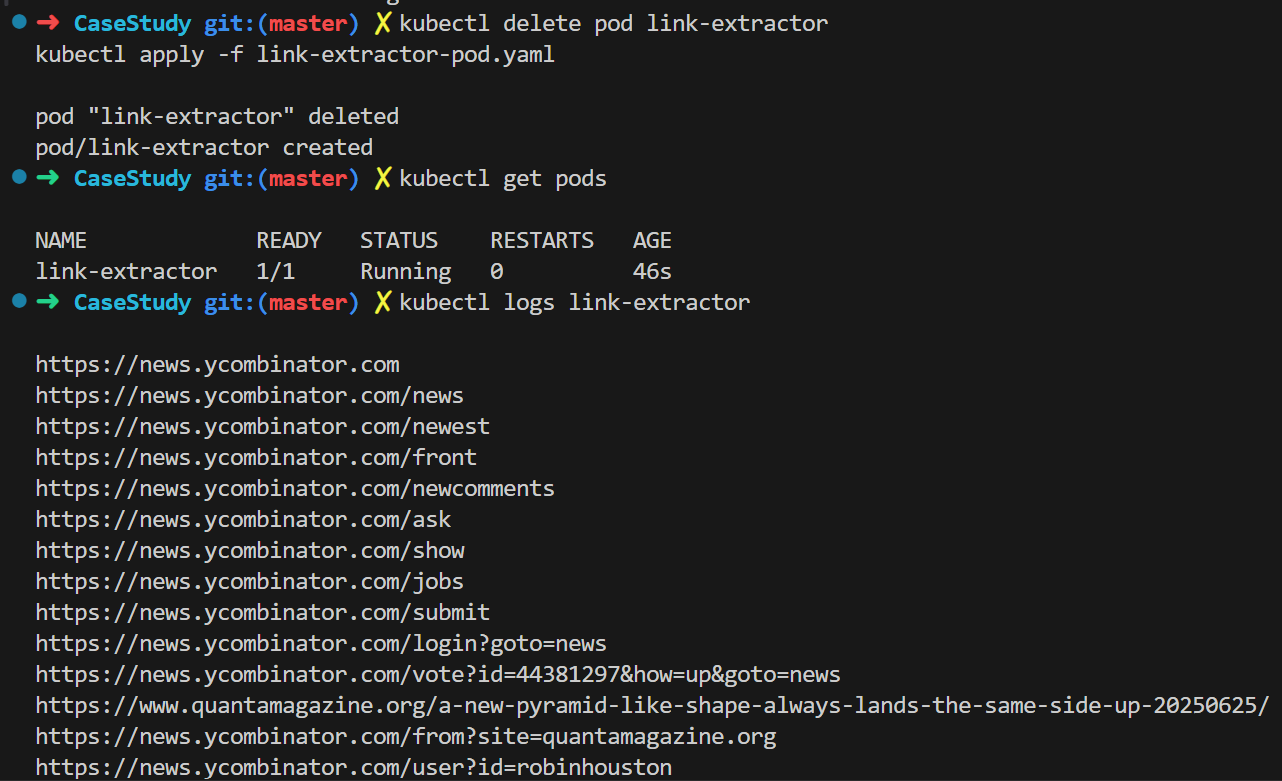 ➜ CaseStudy git:(master) ✗ kubectl delete pod link-extractor
kubectl apply -f link-extractor-pod.yaml
pod "link-extractor" deleted
pod/link-extractor created
➜ CaseStudy git:(master) ✗ kubectl get pods
NAME READY STATUS RESTARTS AGE
link-extractor 1/1 Running 0 46s
➜ CaseStudy git:(master) ✗ kubectl logs link-extractor
https://news.ycombinator.com
https://news.ycombinator.com/news
https://news.ycombinator.com/newest
https://news.ycombinator.com/front
https://news.ycombinator.com/newcomments
https://news.ycombinator.com/ask
https://news.ycombinator.com/show
https://news.ycombinator.com/jobs
https://news.ycombinator.com/submit
https://news.ycombinator.com/login?goto=news
https://news.ycombinator.com/vote?id=44381297&how=up&goto=news
https://www.quantamagazine.org/a-new-pyramid-like-shape-always-lands-the-same-side-up-20250625/
https://news.ycombinator.com/from?site=quantamagazine.org
https://news.ycombinator.com/user?id=robinhouston